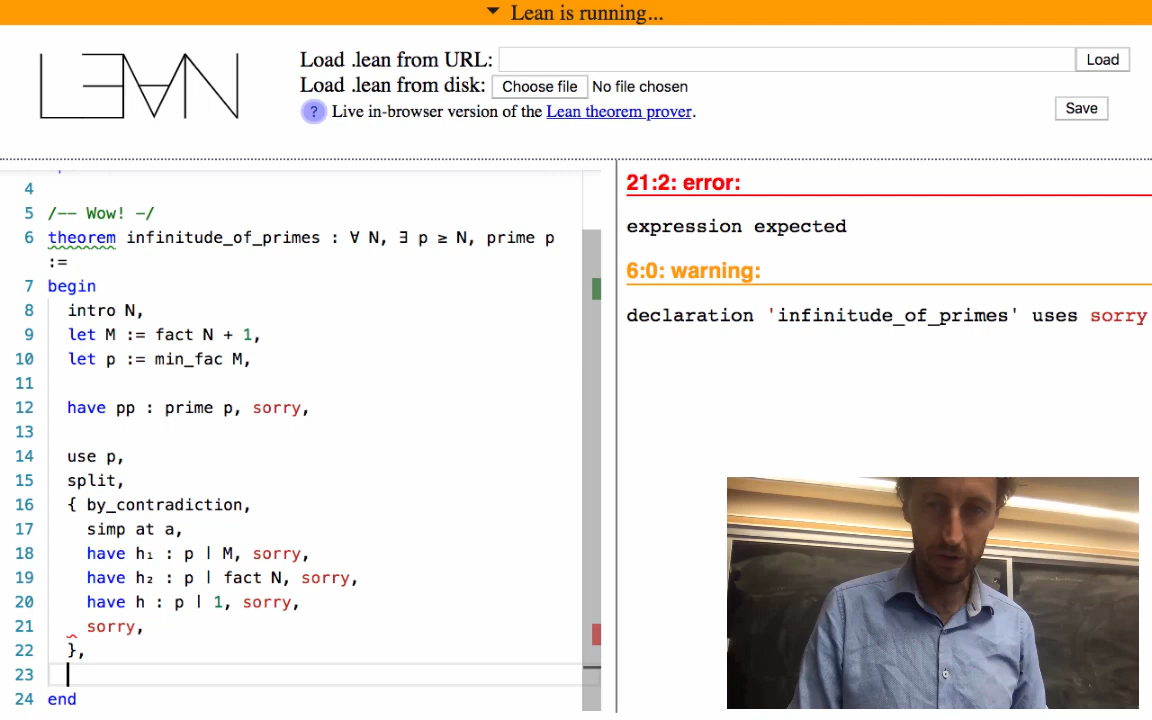 Lean is running...
LEAN
Load .lean from URL:
Load
Load .lean from disk: Choose file No file chosen
? Live in-browser version of the Lean theorem prover.
Save
4
5 /-- Wow! -/
6 theorem infinitude_of_primes : ∀ N, ∃ p ≥ N, prime p
:=
7 begin
8 intro N,
9 let M := fact N + 1,
10 let p := min_fac M,
11
12 have pp : prime p, sorry,
13
14 use p,
15 split,
16 { by_contradiction,
17 simp at a,
18 have h₁ : p ∣ M, sorry,
19 have h₂ : p ∣ fact N, sorry,
20 have h : p ∣ 1, sorry,
21 sorry,
22 },
23
24 end
21:2: error:
expression expected
6:0: warning:
declaration 'infinitude_of_primes' uses sorry